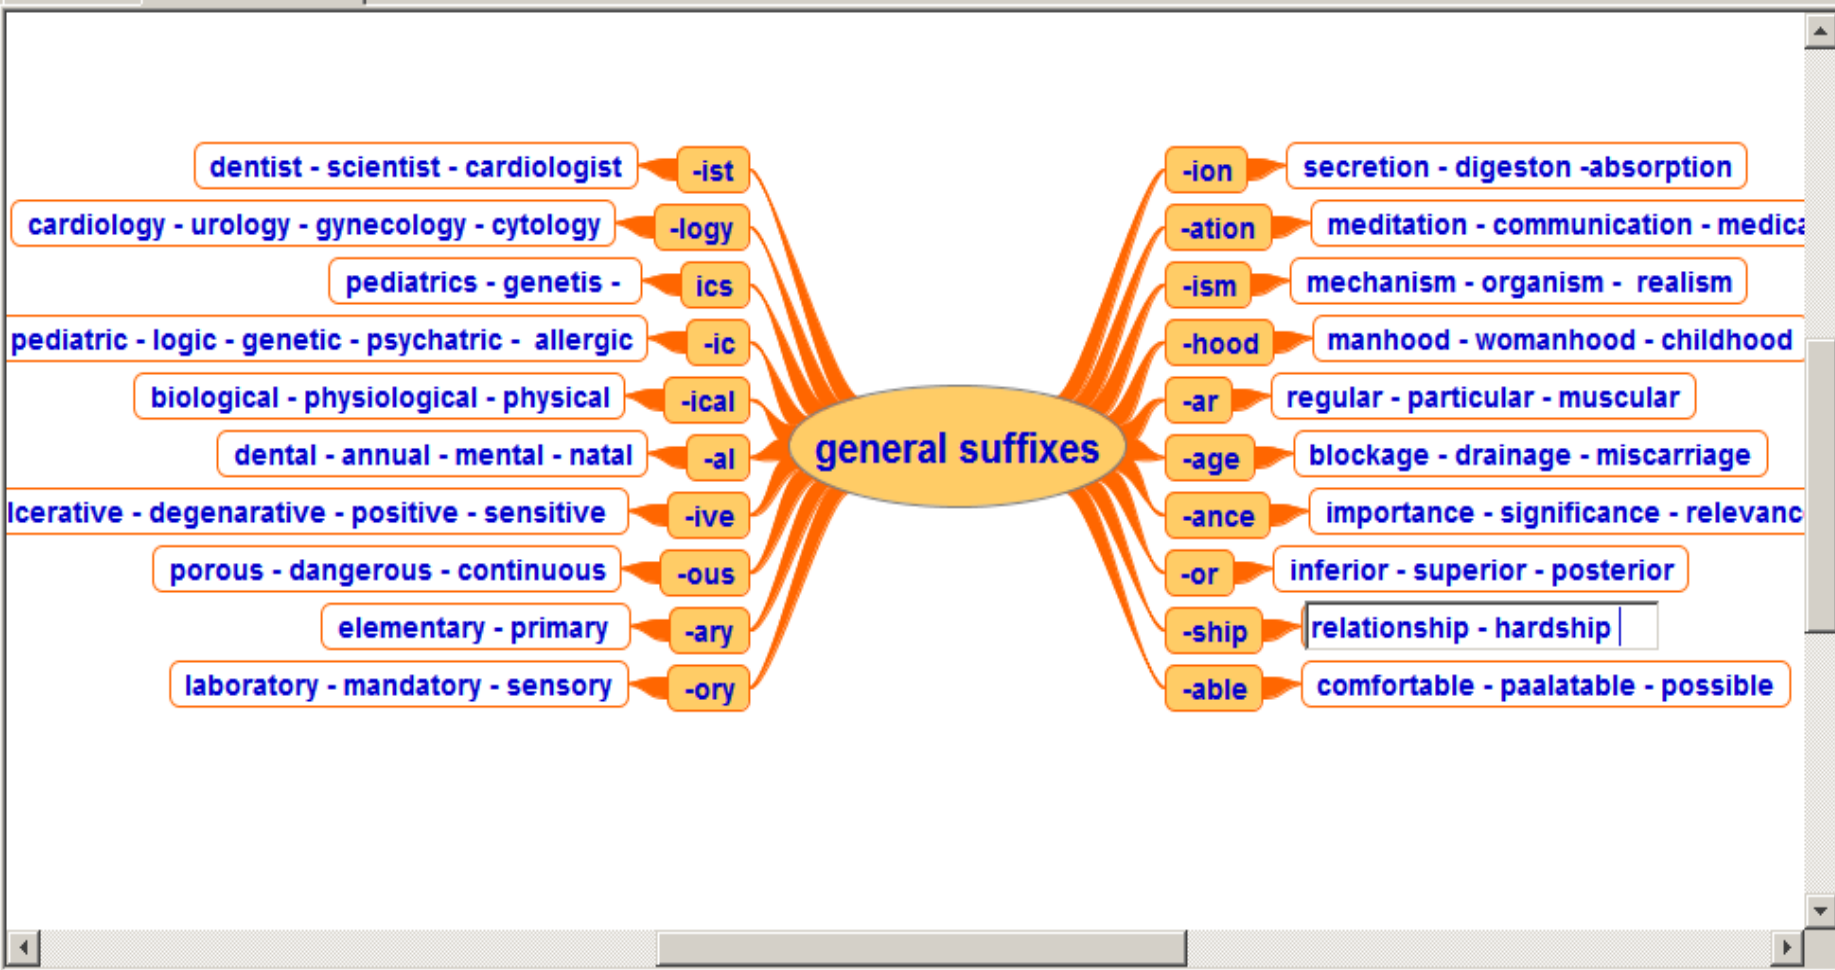 dentist - scientist - cardiologist
-ist
cardiology - urology - gynecology - cytology
-logy
pediatrics - genetis -
ics
pediatric - logic - genetic - psychatric - allergic
-ic
biological - physiological - physical
-ical
dental - annual - mental - natal
-al
lcerative - degenarative - positive - sensitive
-ive
porous - dangerous - continuous
-ous
elementary - primary
-ary
laboratory - mandatory - sensory
-ory
general suffixes
-ion
secretion - digeston -absorption
-ation
meditation - communication - medica
-ism
mechanism - organism - realism
-hood
manhood - womanhood - childhood
-ar
regular - particular - muscular
-age
blockage - drainage - miscarriage
-ance
importance - significance - relevanc
-or
inferior - superior - posterior
-ship
relationship - hardship
-able
comfortable - paalatable - possible